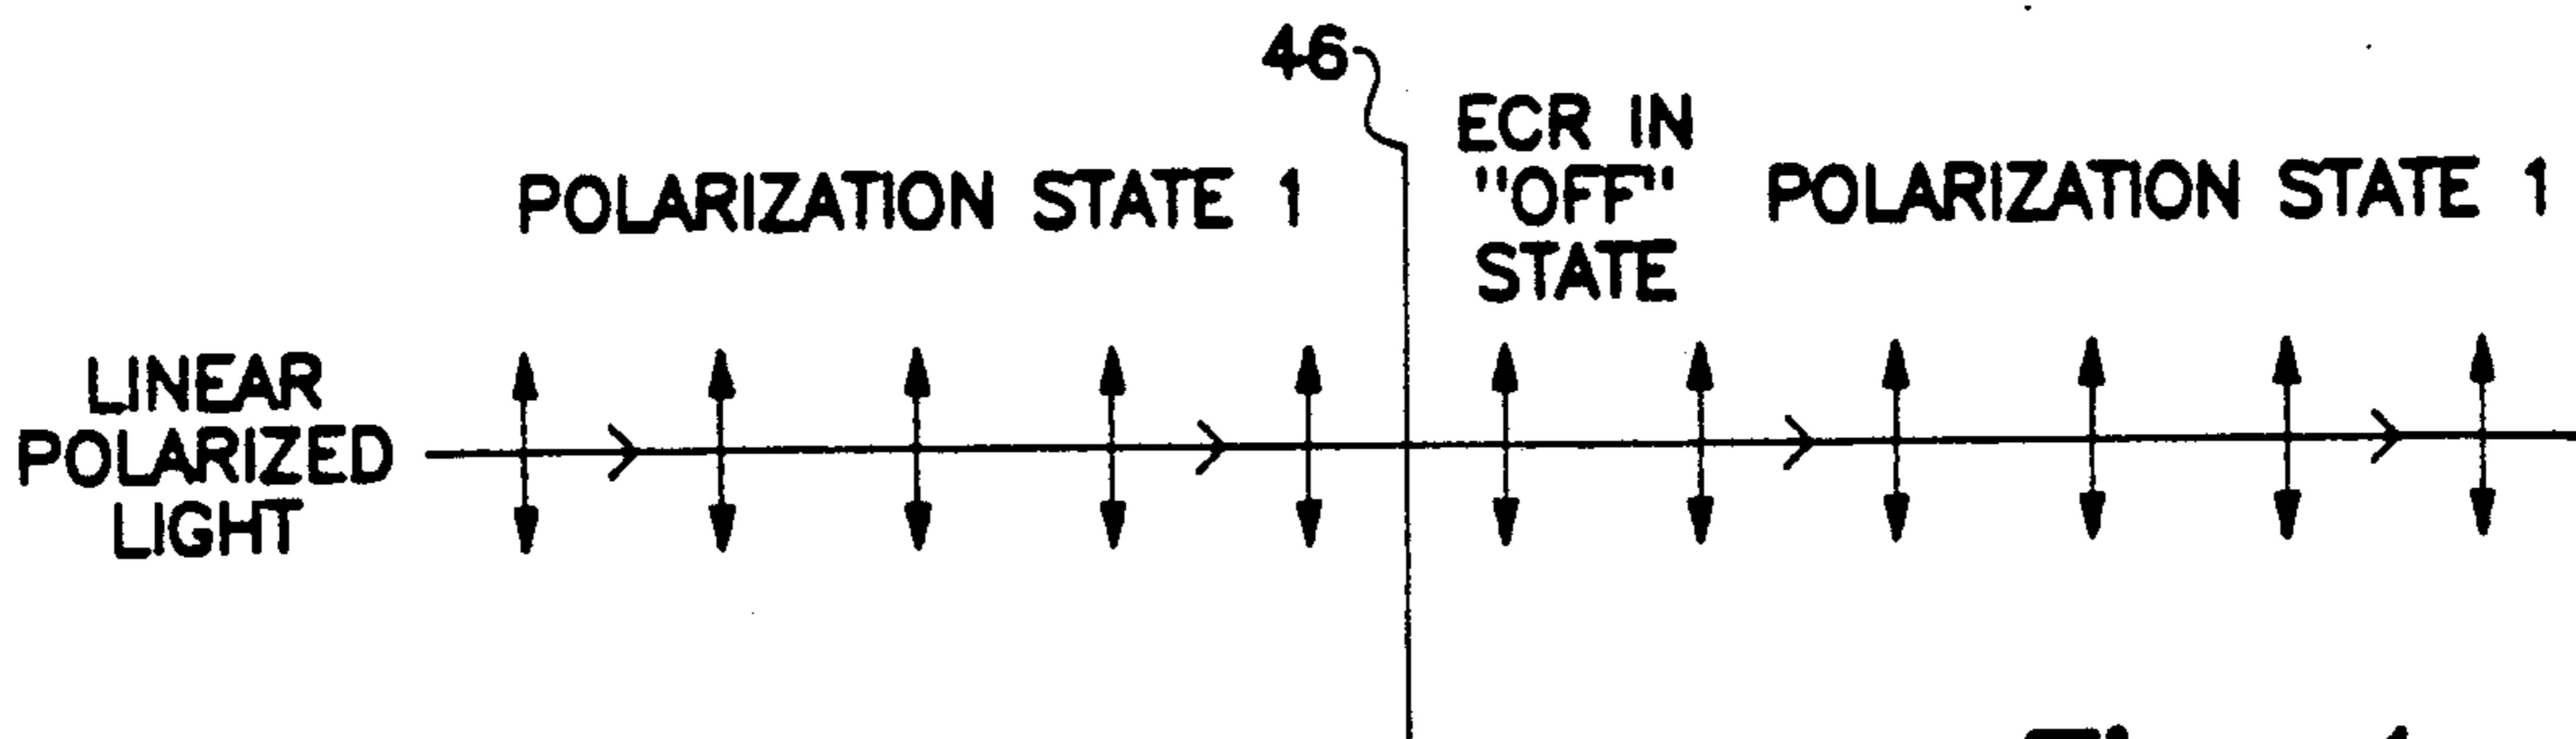 46
ECR IN
"OFF"
STATE
POLARIZATION STATE 1
POLARIZATION STATE 1
LINEAR
POLARIZED
LIGHT